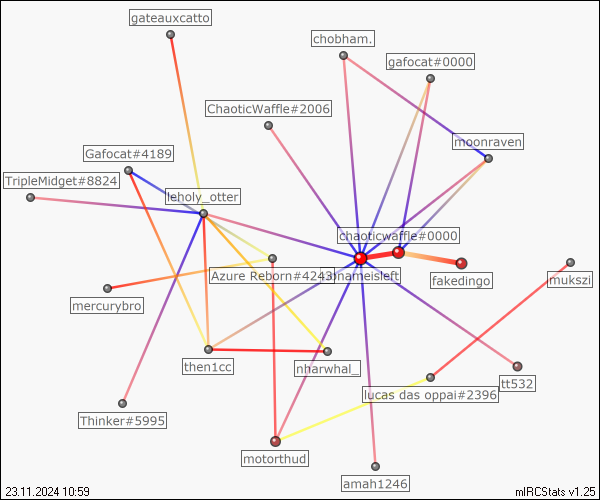 gateauxcatto
chobham.
gafocat#0000
ChaoticWaffle#2006
moonraven
Gafocat#4189
TripleMidget#8824
leholy_otter
chaoticwaffle#0000
Azure Reborn#4243
nameisleft
fakedingo
mukszi
mercurybro
then1cc
nharwhal_
tt532
lucas das oppai#2396
Thinker#5995
motorthud
amah1246
23.11.2024 10:59
mIRCStats v1.25